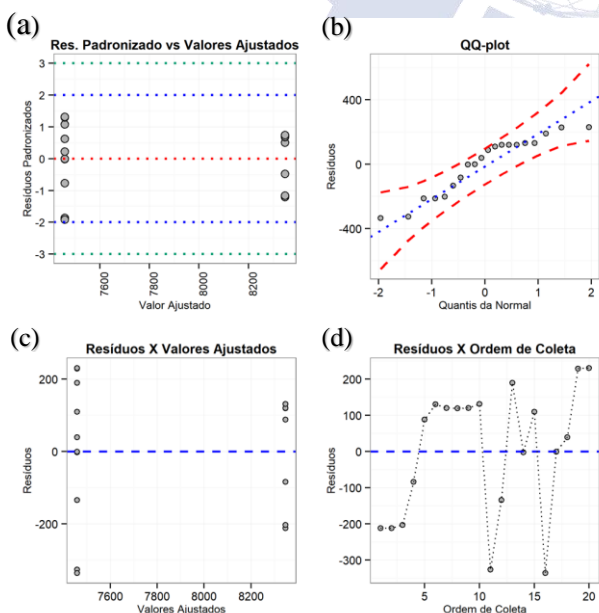 (a)
Res. Padronizado vs Valores Ajustados
Resíduos Padronizados
3
2
1
0
-1
-2
-3
7600
7800
8000
8200
Valor Ajustado
(b)
QQ-plot
Resíduos
400
0
-400
-2
-1
0
1
2
Quantis da Normal
(c)
Resíduos X Valores Ajustados
Resíduos
200
0
-200
7600
7800
8000
8200
Valores Ajustados
(d)
Resíduos X Ordem de Coleta
Resíduos
200
100
0
-100
-200
-300
5
10
15
20
Ordem de Coleta